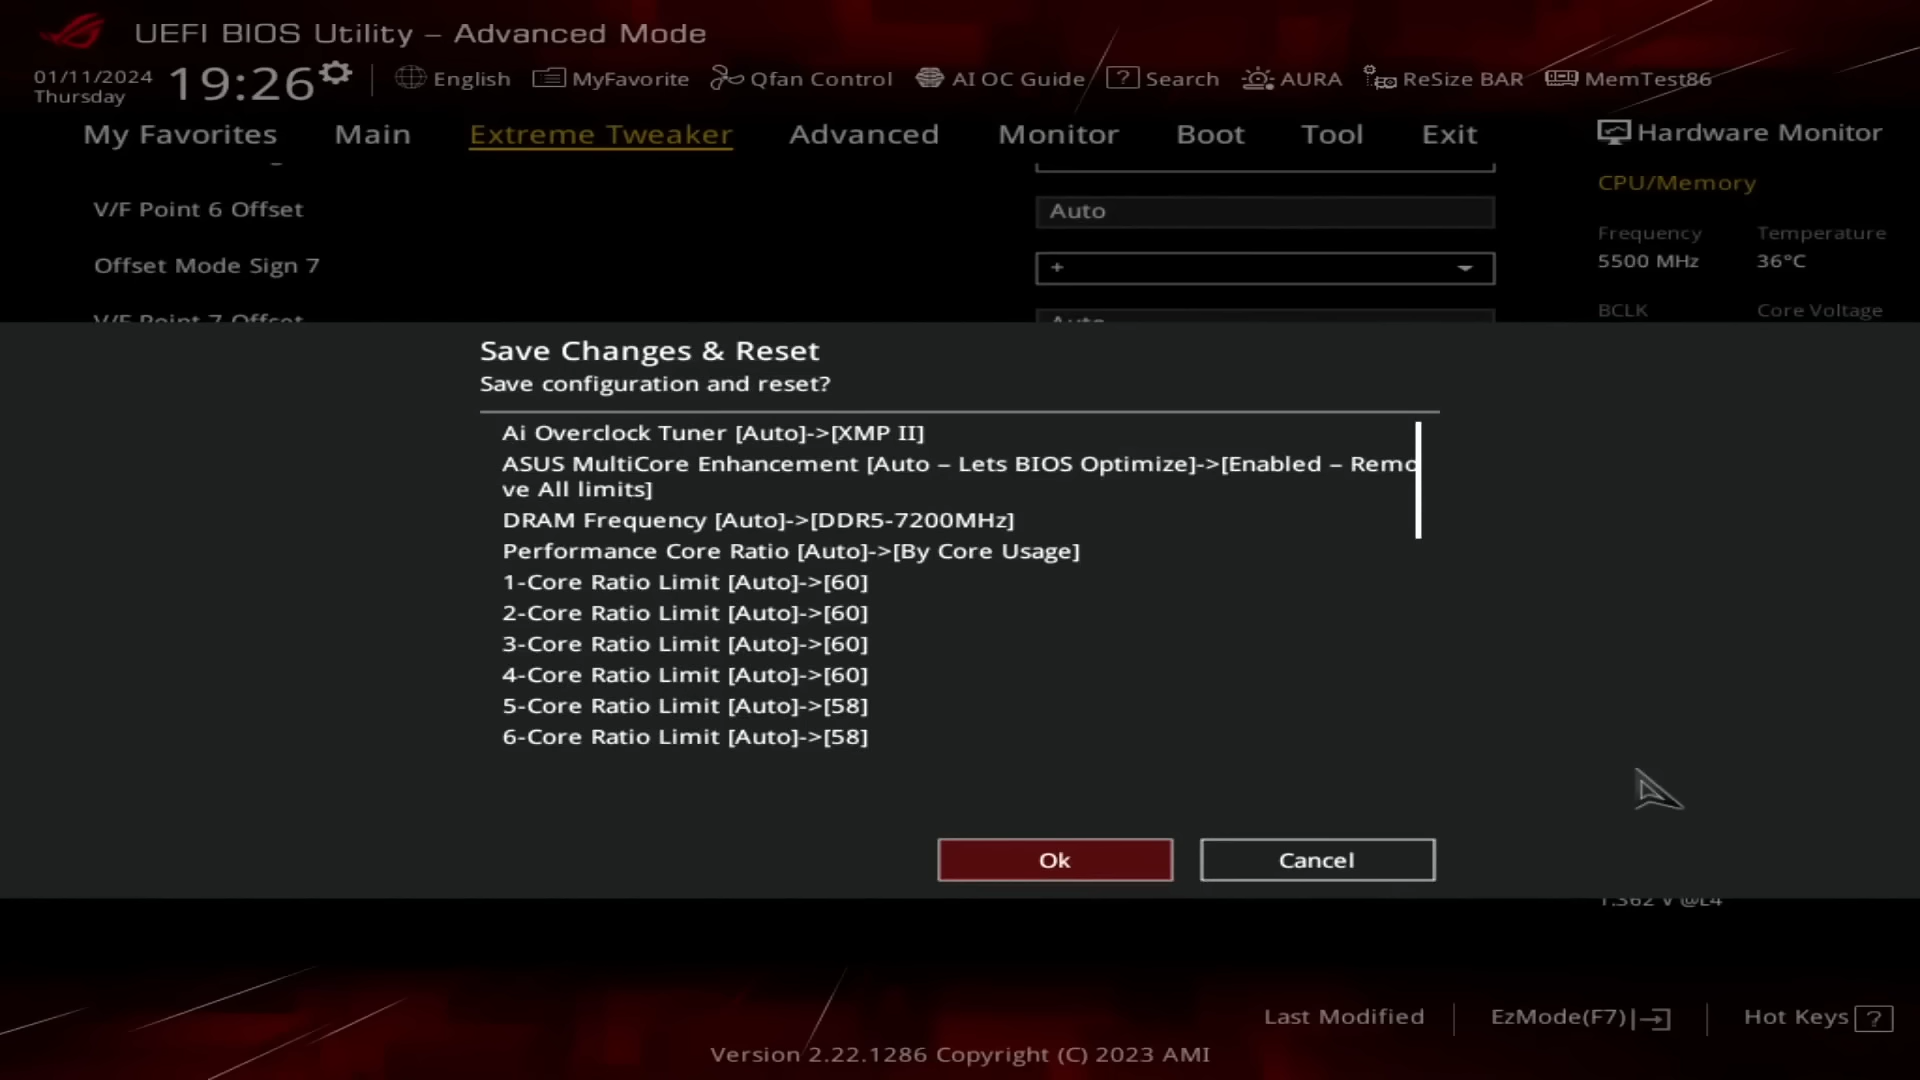 UEFI BIOS Utility – Advanced Mode
01/11/2024
Thursday
19:26
English
MyFavorite
Qfan Control
AI OC Guide
? Search
AURA
ReSize BAR
MemTest86
My Favorites
Main
Extreme Tweaker
Advanced
Monitor
Boot
Tool
Exit
Hardware Monitor
CPU/Memory
V/F Point 6 Offset
Auto
Frequency
Temperature
5500 MHz
36°C
Offset Mode Sign 7
+
BCLK
Core Voltage
V/F Point 7 Offset
Auto
Save Changes & Reset
Save configuration and reset?
Ai Overclock Tuner [Auto]->[XMP II]
ASUS MultiCore Enhancement [Auto – Lets BIOS Optimize]->[Enabled – Remo
ve All limits]
DRAM Frequency [Auto]->[DDR5-7200MHz]
Performance Core Ratio [Auto]->[By Core Usage]
1-Core Ratio Limit [Auto]->[60]
2-Core Ratio Limit [Auto]->[60]
3-Core Ratio Limit [Auto]->[60]
4-Core Ratio Limit [Auto]->[60]
5-Core Ratio Limit [Auto]->[58]
6-Core Ratio Limit [Auto]->[58]
Ok
Cancel
1.362 V @L4
Last Modified
EzMode(F7)
Hot Keys ?
Version 2.22.1286 Copyright (C) 2023 AMI